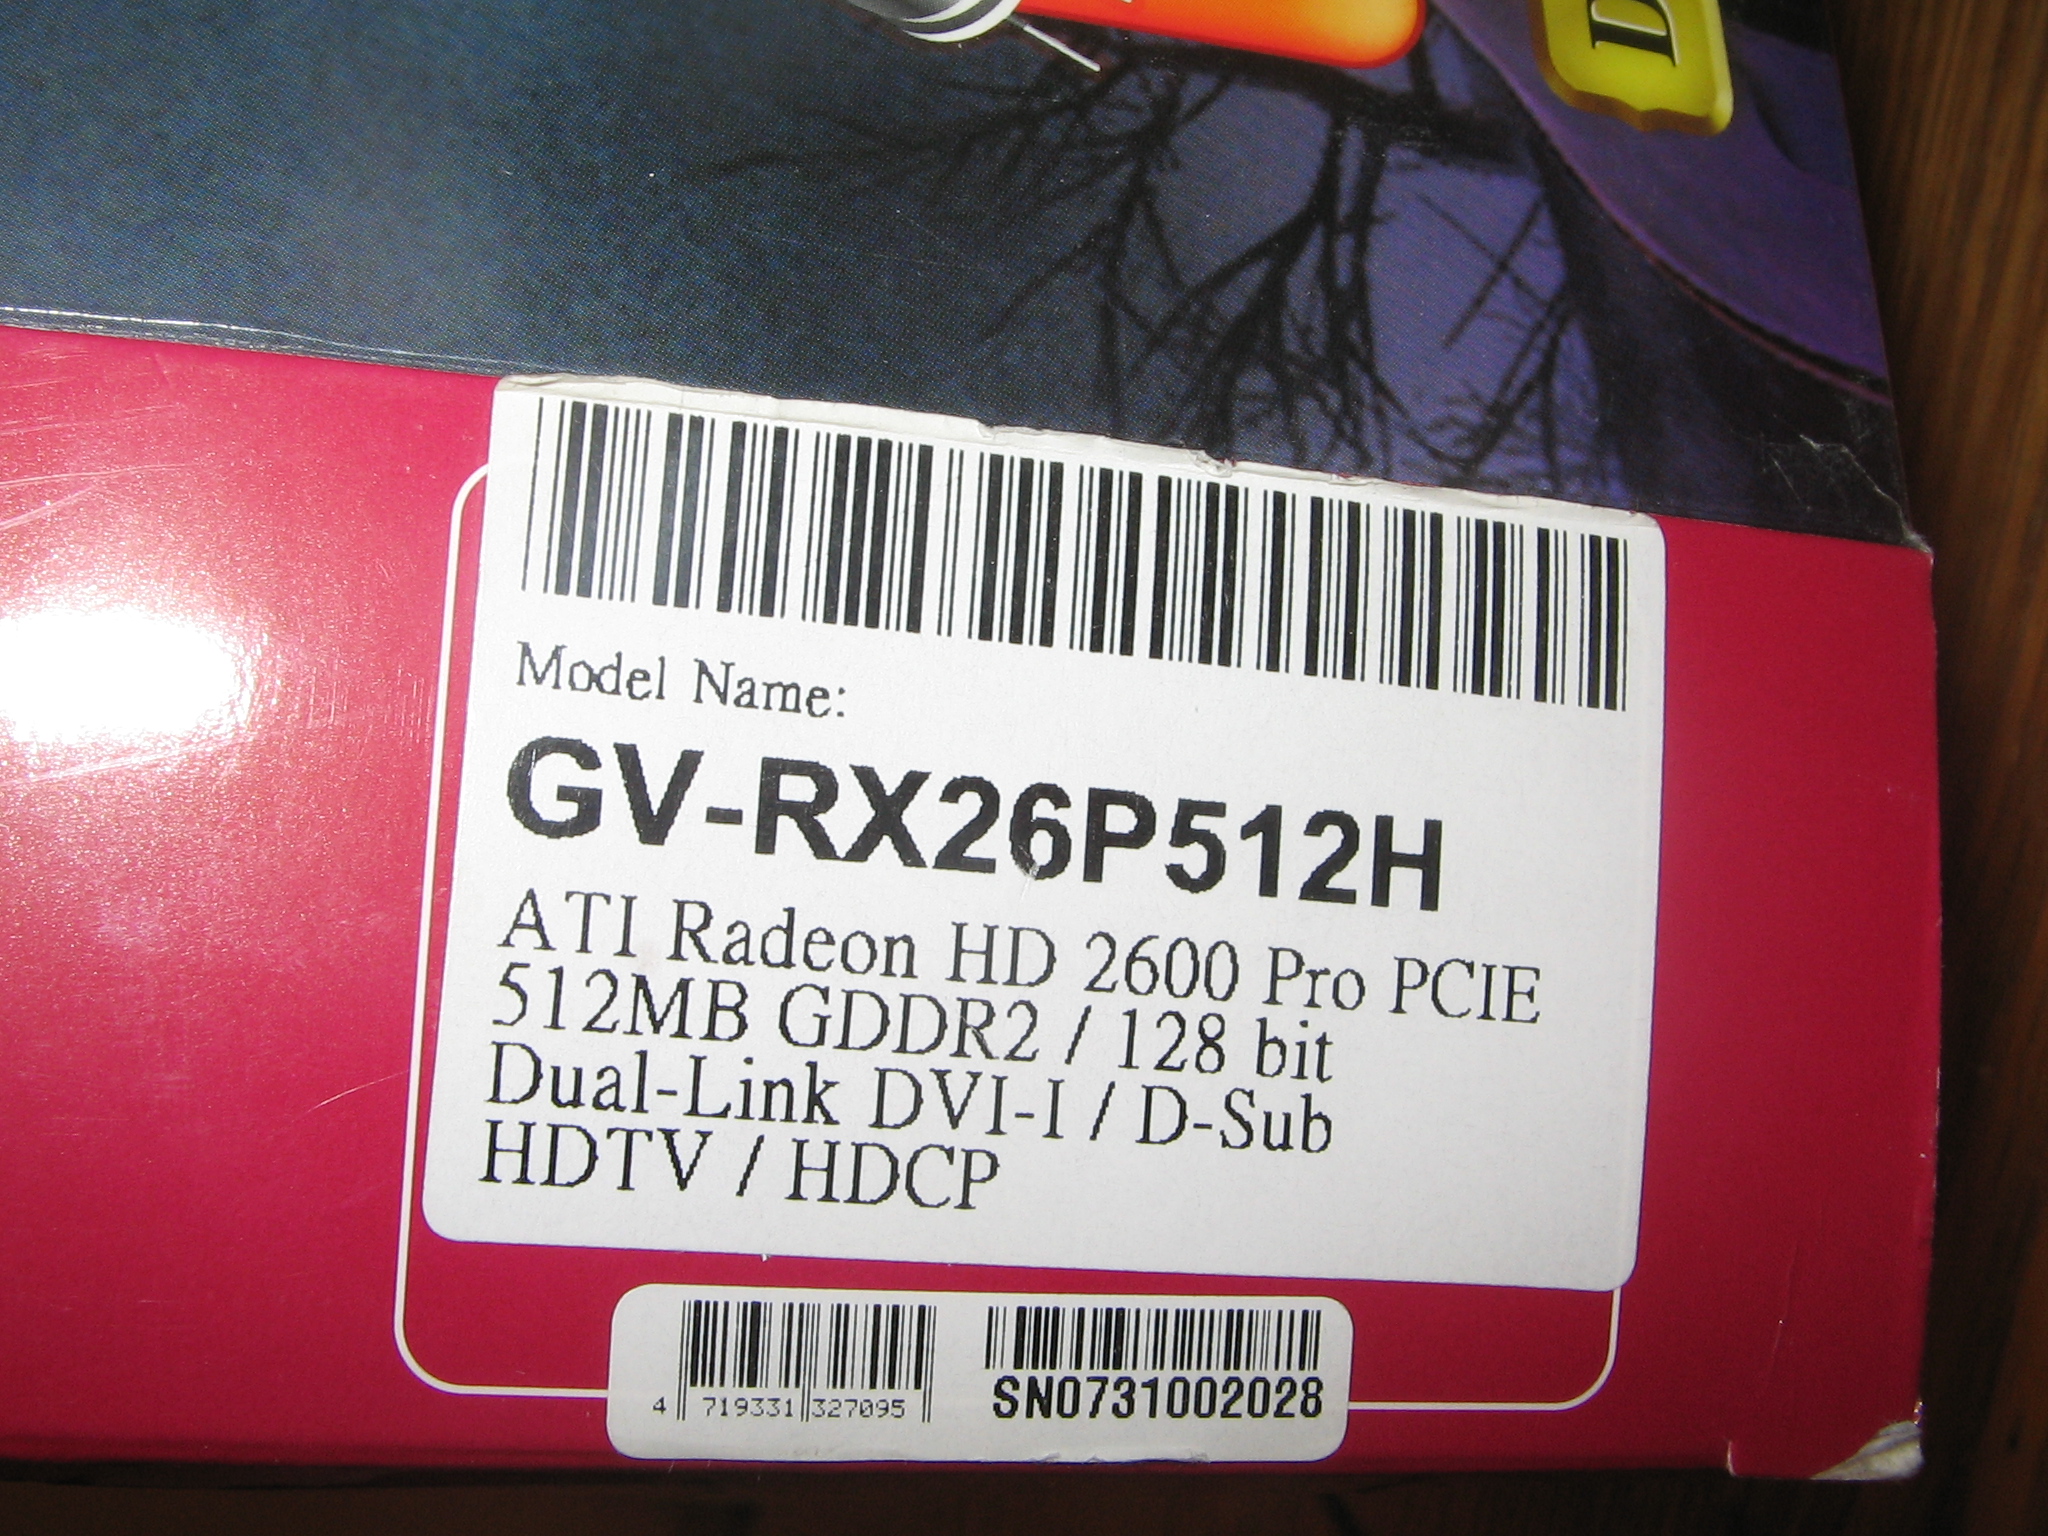 D
Model Name:
GV-RX26P512H
ATI Radeon HD 2600 Pro PCIE
512MB GDDR2 / 128 bit
Dual-Link DVI-I / D-Sub
HDTV / HDCP
4 719331 327095
SN0731002028